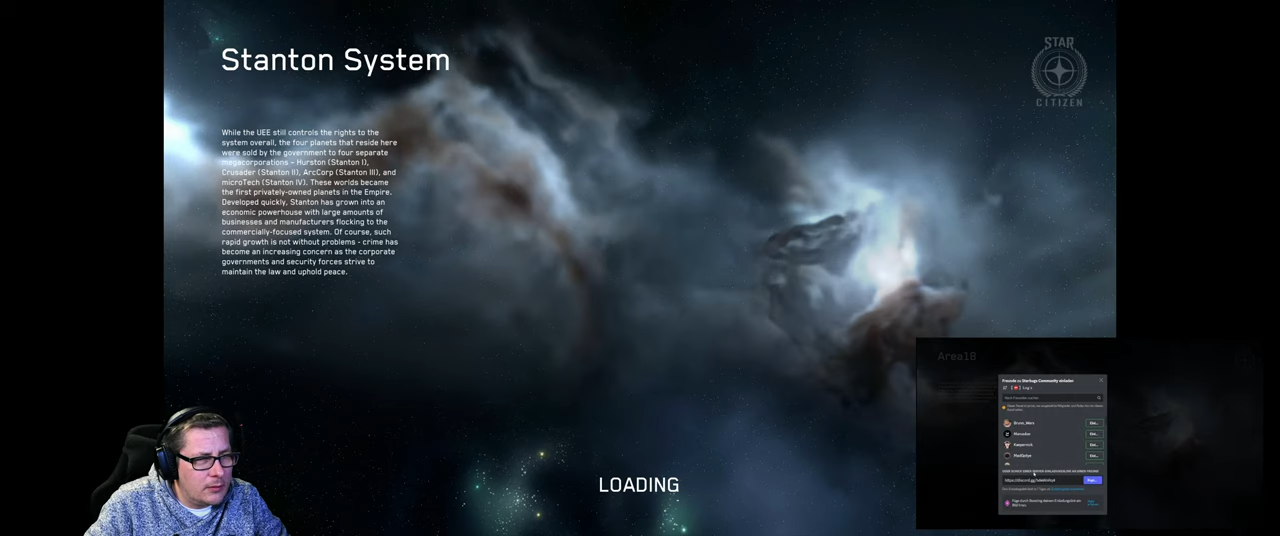 Stanton System
STAR
CITIZEN
While the UEE still controls the rights to the
system overall, the four planets that reside here
were sold by the government to four separate
megacorporations - Hurston (Stanton I),
Crusader (Stanton II), ArcCorp (Stanton III), and
microTech (Stanton IV). These worlds became
the first privately-owned planets in the Empire.
Developed quickly, Stanton has grown into an
economic powerhouse with large amounts of
businesses and manufacturers flocking to the
commercially-focused system. Of course, such
rapid growth is not without problems - crime has
become an increasing concern as the corporate
governments and security forces strive to
maintain the law and uphold peace.
LOADING
Area18
Freunde zu Starbugs Community einladen